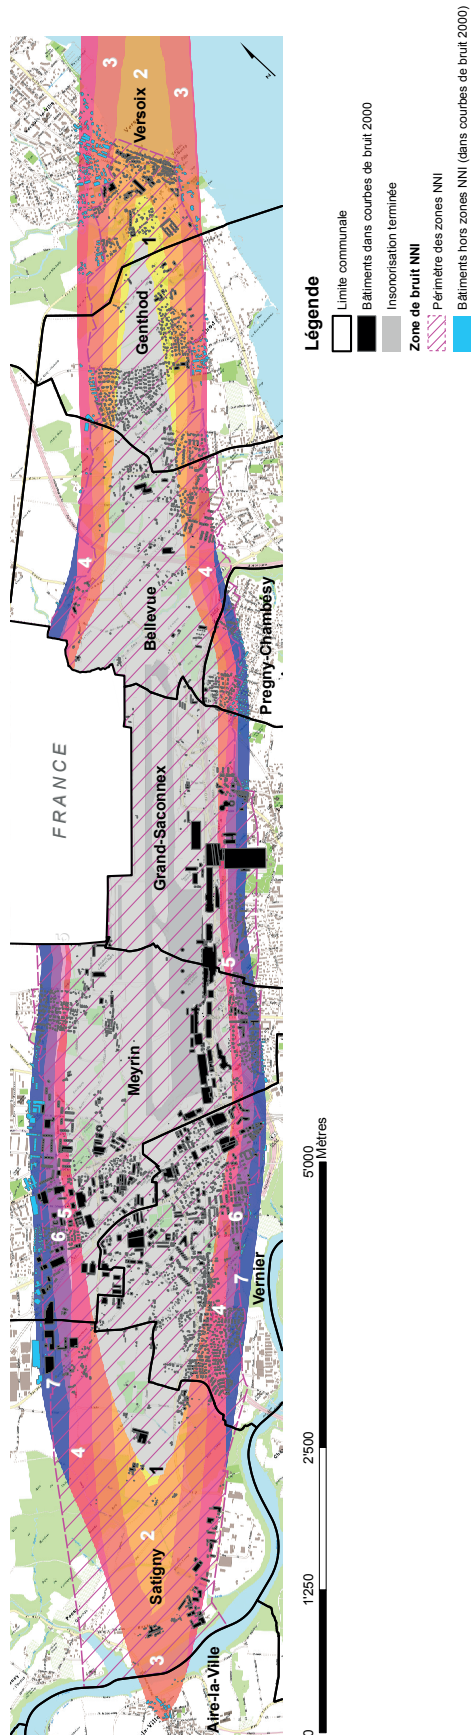 FRANCE
Aire-la-Ville
Satigny
Vernier
Meyrin
Grand-Saconnex
Pregny-Chambésy
Bellevue
Genthod
Versoix
3
2
1
4
7
5
6
4
6
7
5
4
4
1
3
2
3
N
0
1'250
2'500
5'000
Mètres
Légende
Limite communale
Bâtiments dans courbes de bruit 2000
Insonorisation terminée
Zone de bruit NNI
Périmètre des zones NNI
Bâtiments hors zones NNI (dans courbes de bruit 2000)